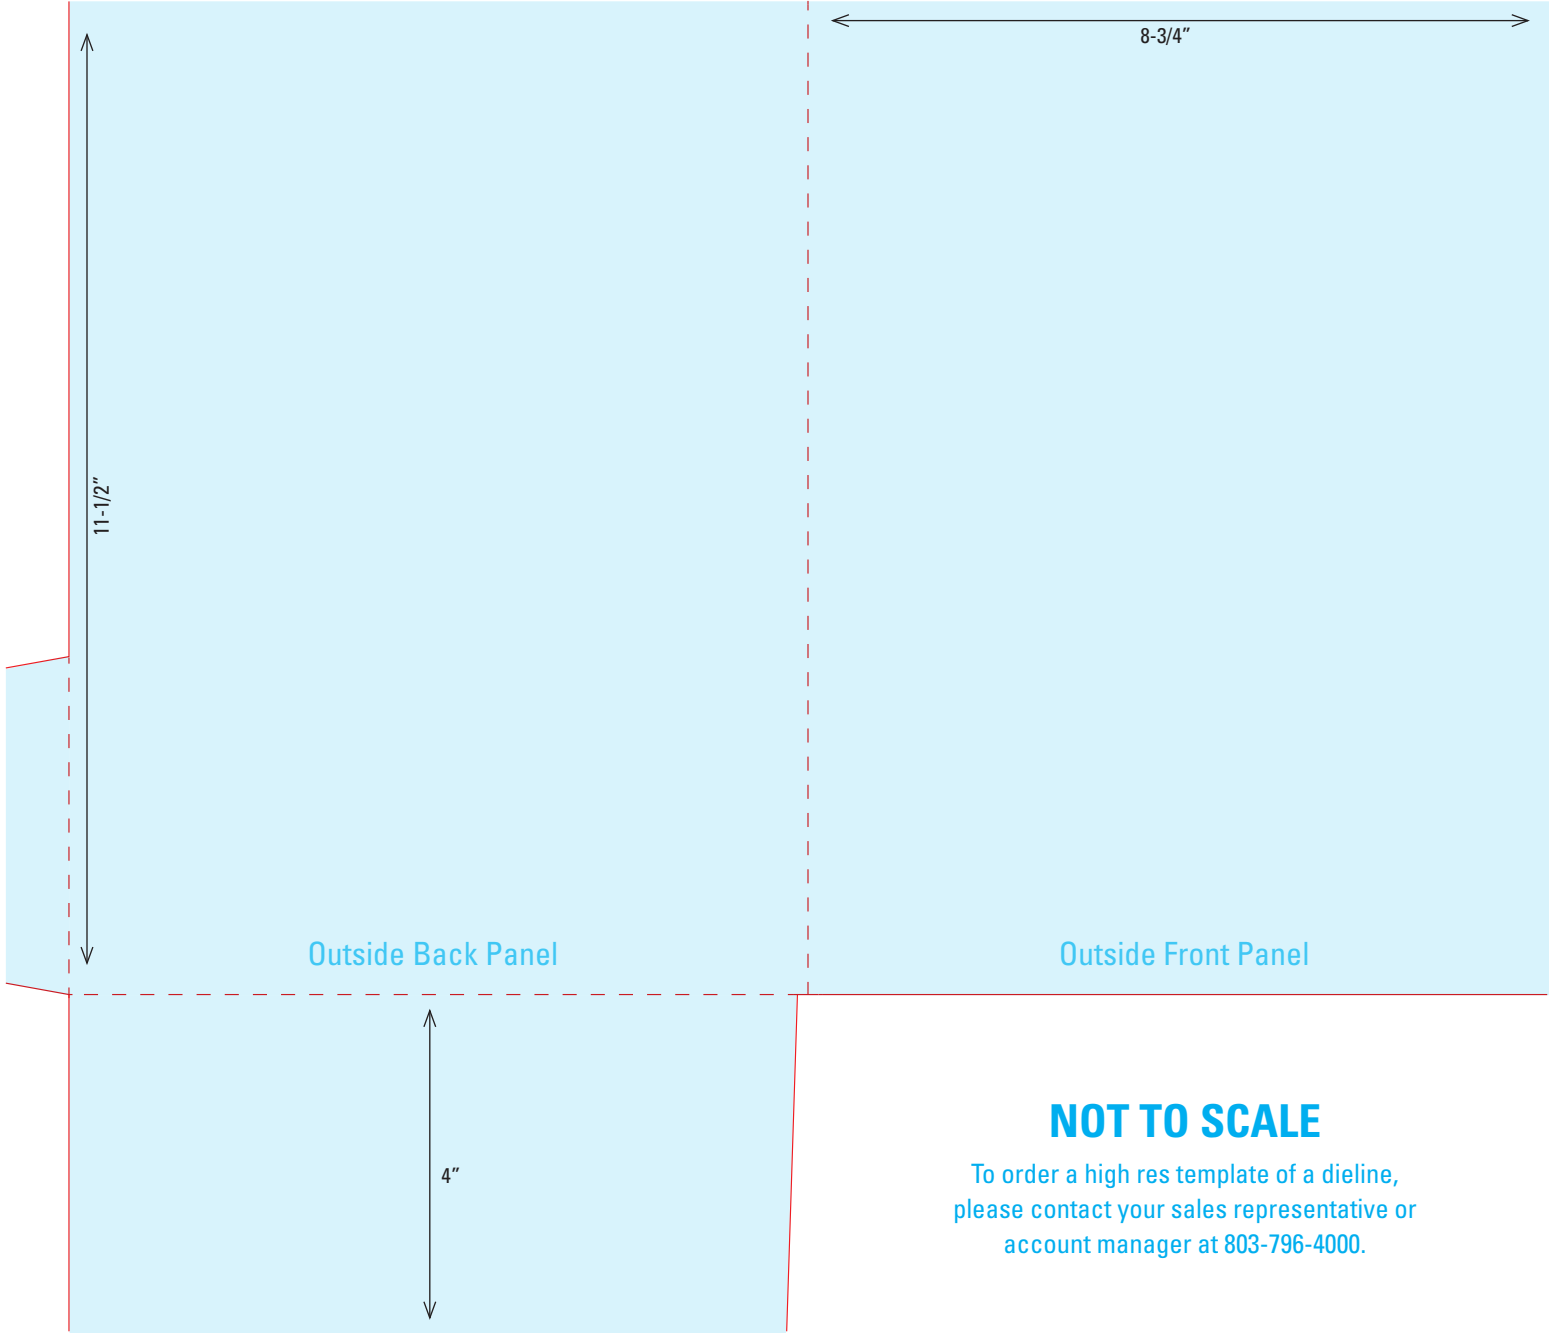 8-3/4”
11-1/2”
Outside Back Panel
Outside Front Panel
4”
NOT TO SCALE
To order a high res template of a dieline,
please contact your sales representative or
account manager at 803-796-4000.